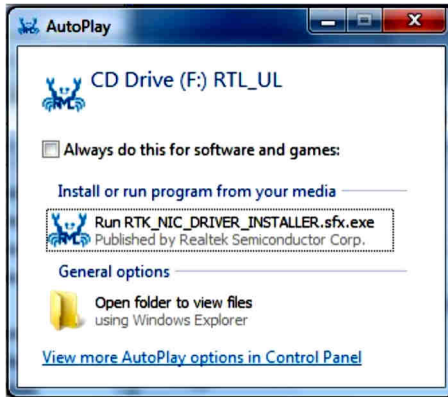 AutoPlay
CD Drive (F:) RTL_UL
Always do this for software and games:
Install or run program from your media
Run RTK_NIC_DRIVER_INSTALLER.sfx.exe
Published by Realtek Semiconductor Corp.
General options
Open folder to view files
using Windows Explorer
View more AutoPlay options in Control Panel